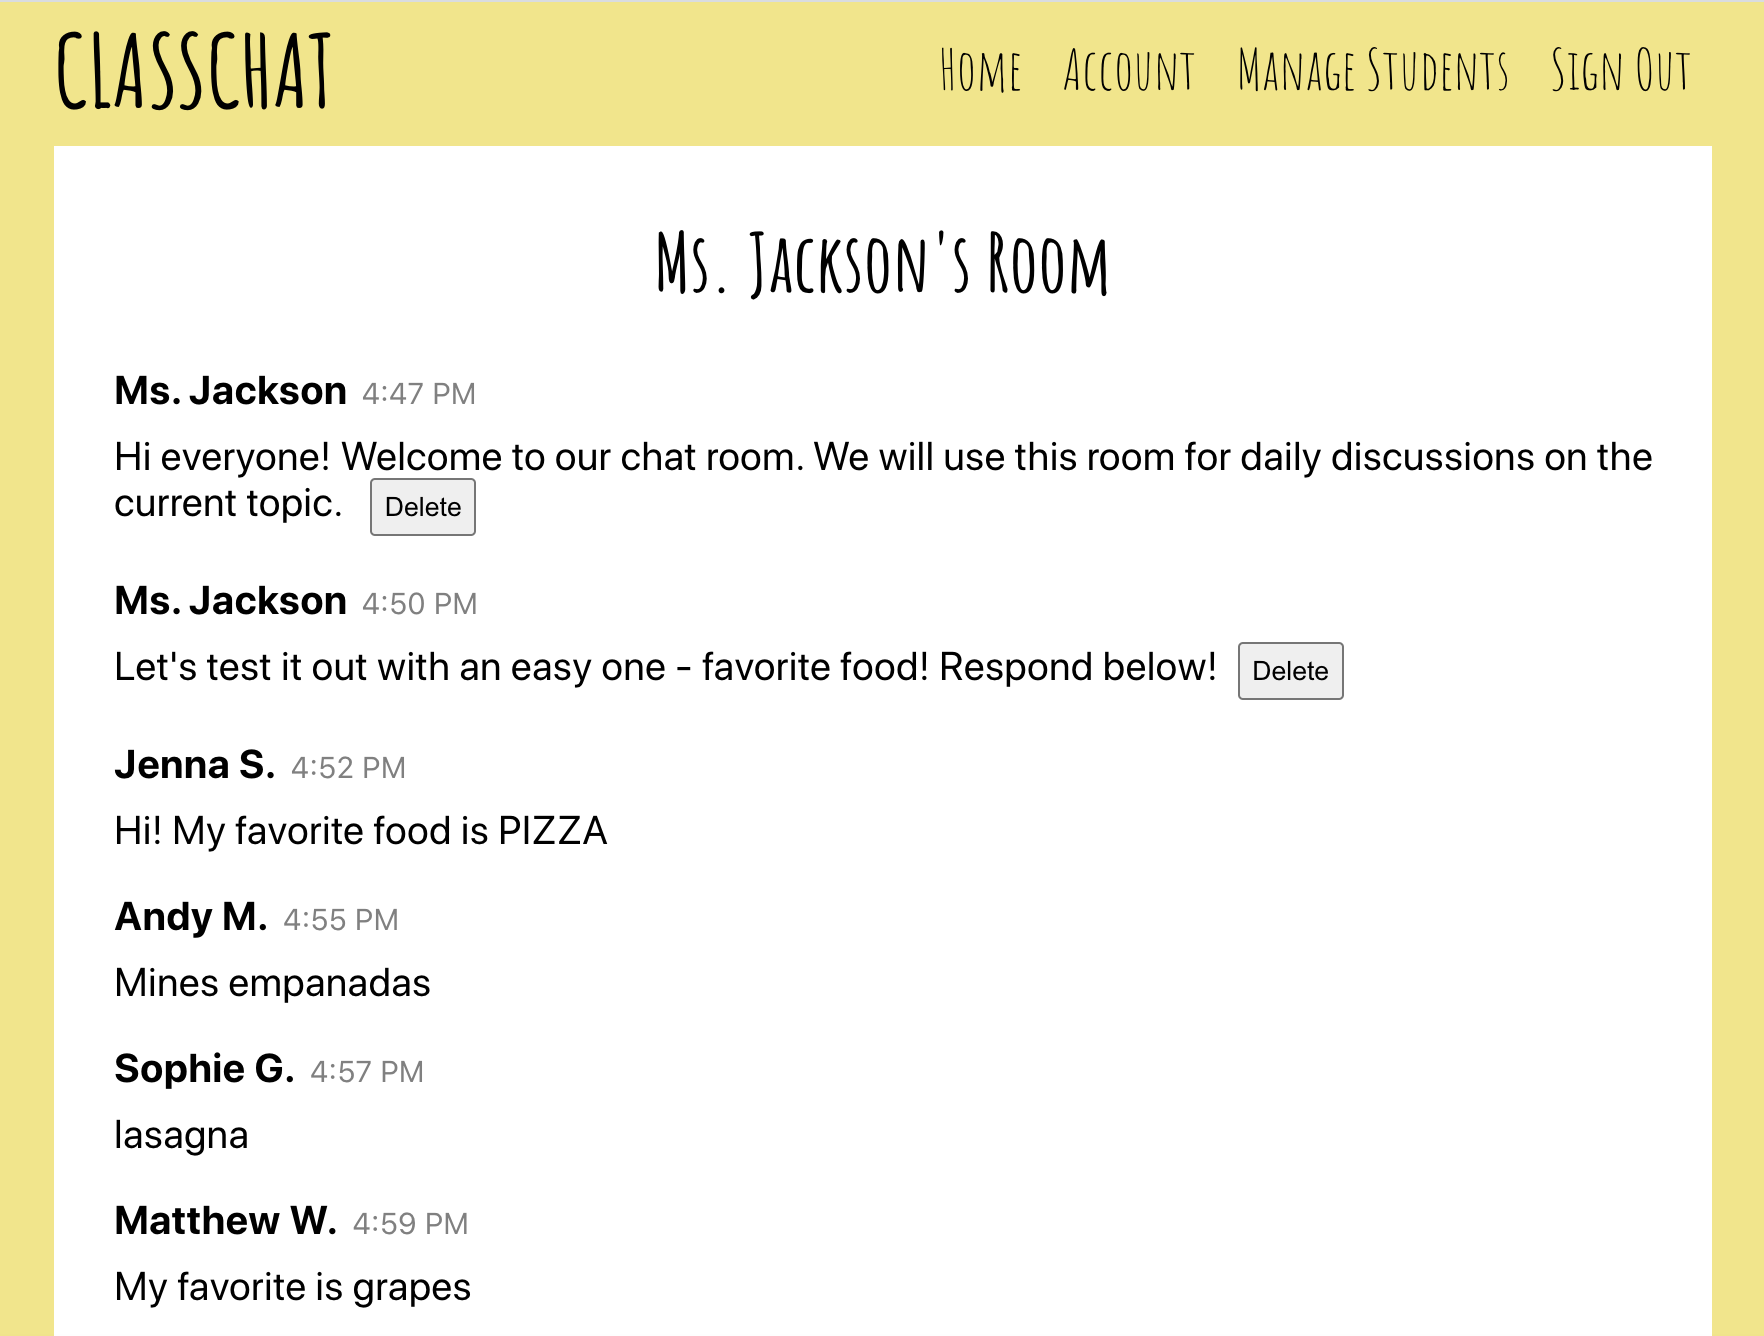 CLASSCHAT
Home Account Manage Students Sign Out
Ms. Jackson's Room
Ms. Jackson 4:47 PM
Hi everyone! Welcome to our chat room. We will use this room for daily discussions on the
current topic. Delete
Ms. Jackson 4:50 PM
Let's test it out with an easy one - favorite food! Respond below! Delete
Jenna S. 4:52 PM
Hi! My favorite food is PIZZA
Andy M. 4:55 PM
Mines empanadas
Sophie G. 4:57 PM
lasagna
Matthew W. 4:59 PM
My favorite is grapes